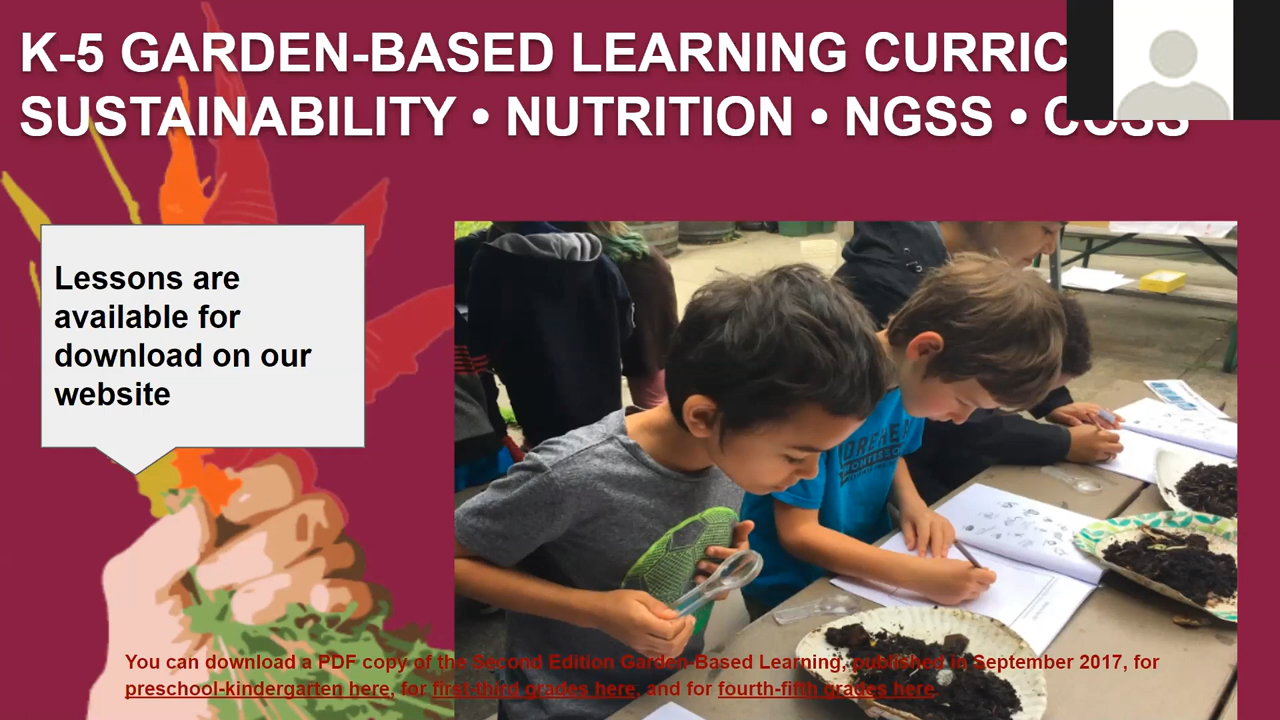 K-5 GARDEN-BASED LEARNING CURRIC
SUSTAINABILITY • NUTRITION • NGSS • CCSS
Lessons are
available for
download on our
website
You can download a PDF copy of the Second Edition Garden-Based Learning, published in September 2017, for
preschool-kindergarten here, for first-third grades here, and for fourth-fifth grades here.